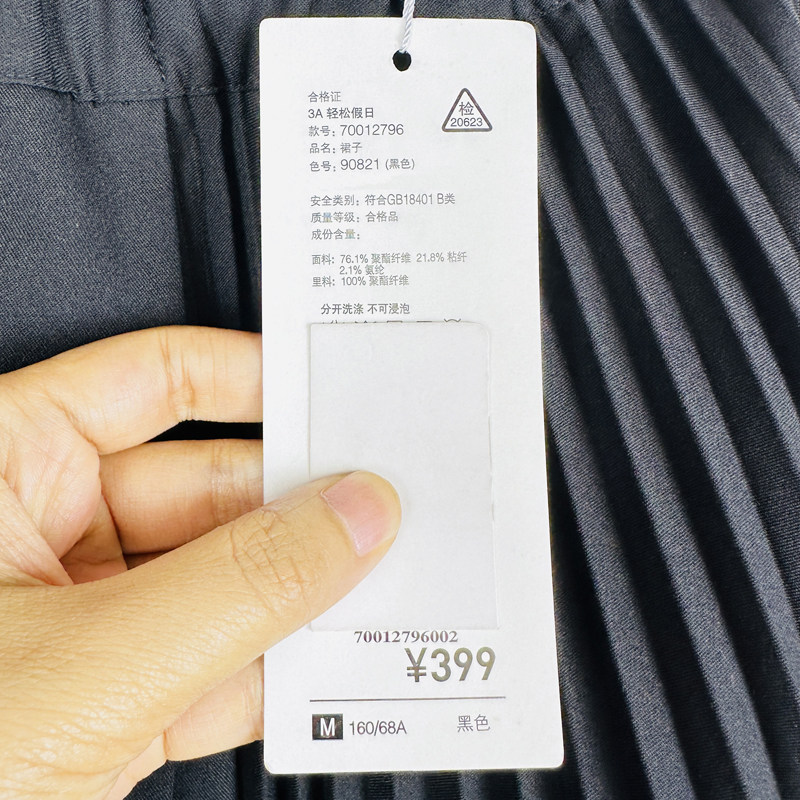 合格证
3A 轻松假日
款号: 70012796
品名: 裙子
色号: 90821 (黑色)
检
20623
安全类别: 符合GB18401 B类
质量等级: 合格品
成份含量:
面料: 76.1% 聚酯纤维 21.8% 粘纤
2.1% 氨纶
里料: 100% 聚酯纤维
分开洗涤 不可浸泡
70012796002
¥399
M 160/68A 黑色